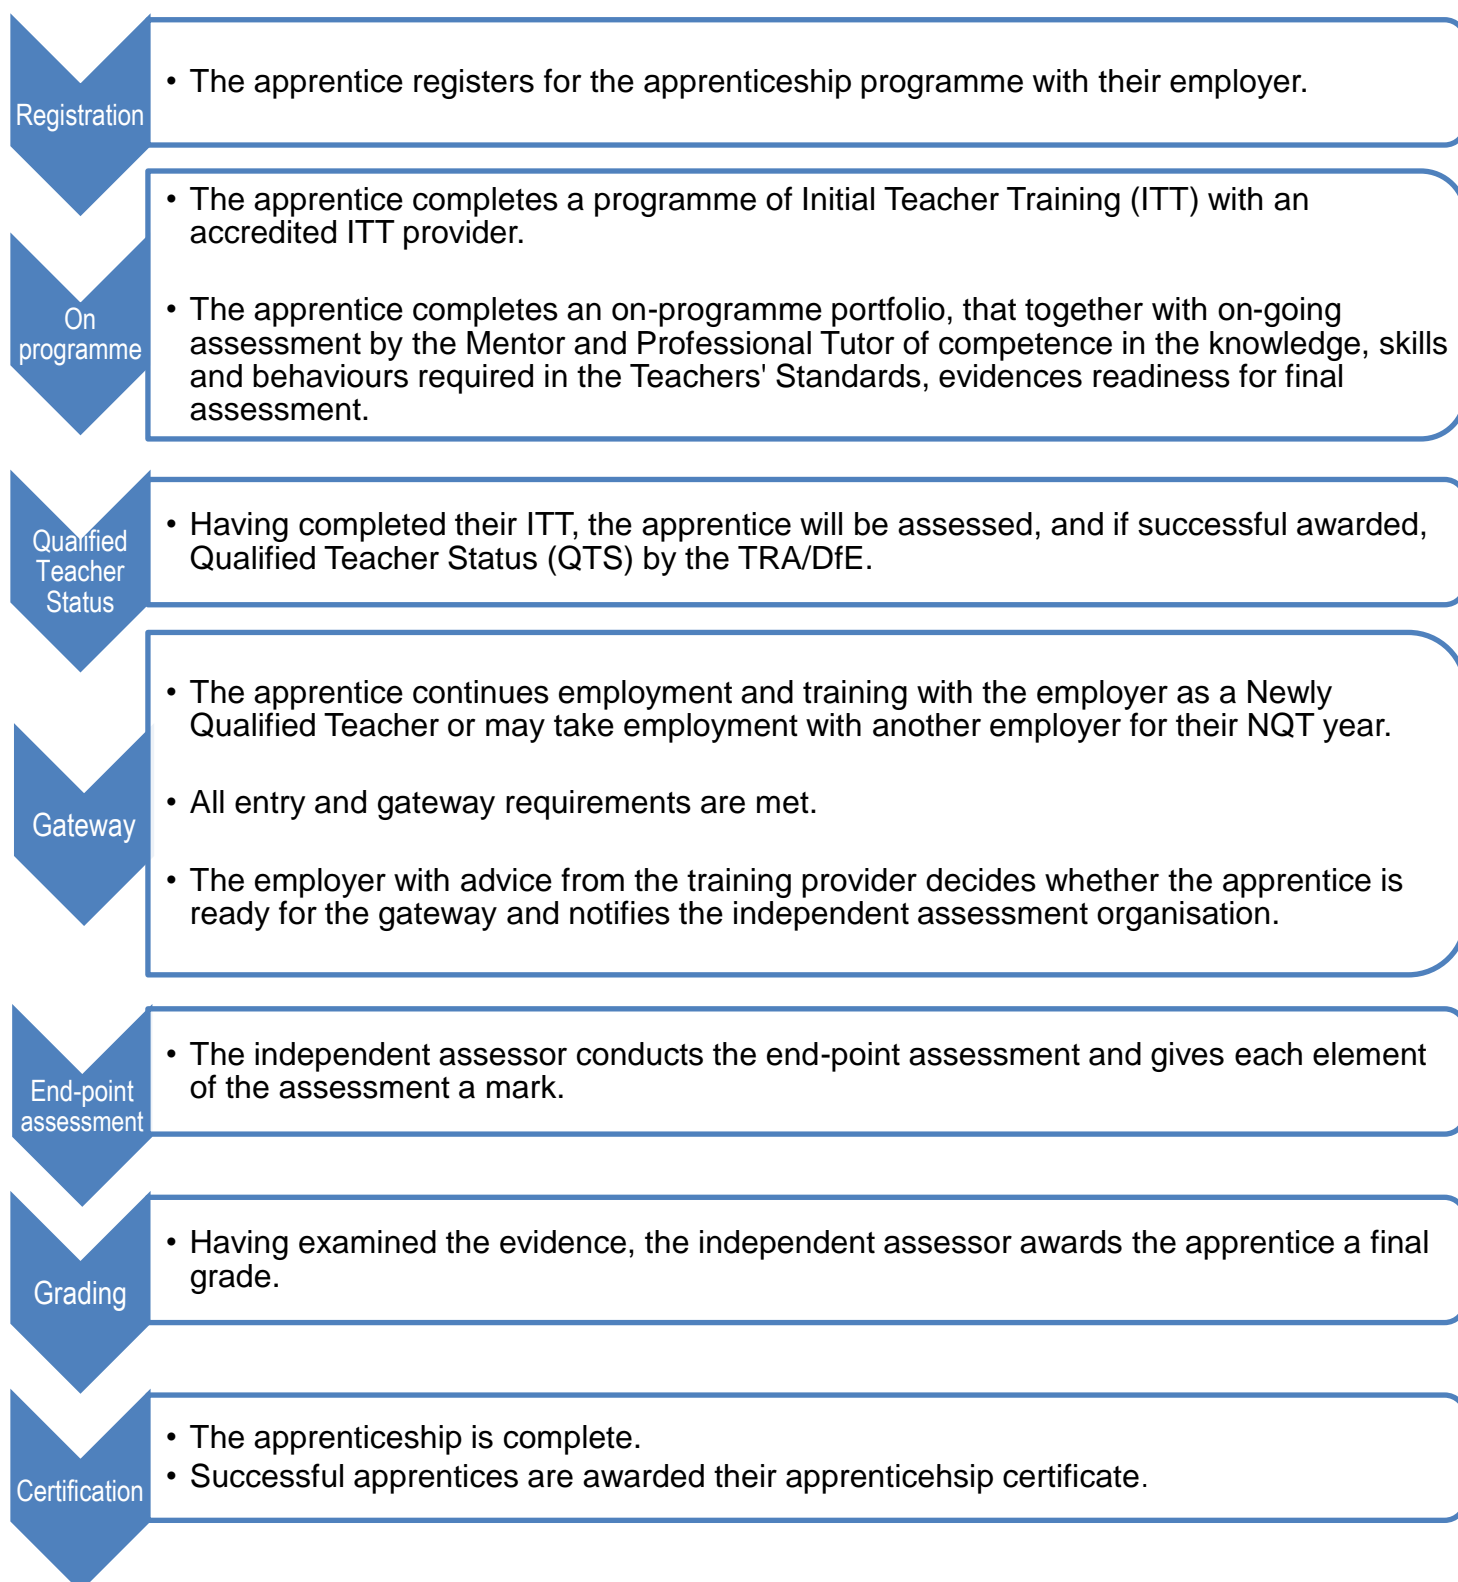 Registration
• The apprentice registers for the apprenticeship programme with their employer.
On
programme
• The apprentice completes a programme of Initial Teacher Training (ITT) with an
accredited ITT provider.
• The apprentice completes an on-programme portfolio, that together with on-going
assessment by the Mentor and Professional Tutor of competence in the knowledge, skills
and behaviours required in the Teachers' Standards, evidences readiness for final
assessment.
Qualified
Teacher
Status
• Having completed their ITT, the apprentice will be assessed, and if successful awarded,
Qualified Teacher Status (QTS) by the TRA/DfE.
Gateway
• The apprentice continues employment and training with the employer as a Newly
Qualified Teacher or may take employment with another employer for their NQT year.
• All entry and gateway requirements are met.
• The employer with advice from the training provider decides whether the apprentice is
ready for the gateway and notifies the independent assessment organisation.
End-point
assessment
• The independent assessor conducts the end-point assessment and gives each element
of the assessment a mark.
Grading
• Having examined the evidence, the independent assessor awards the apprentice a final
grade.
Certification
• The apprenticeship is complete.
• Successful apprentices are awarded their apprenticehsip certificate.